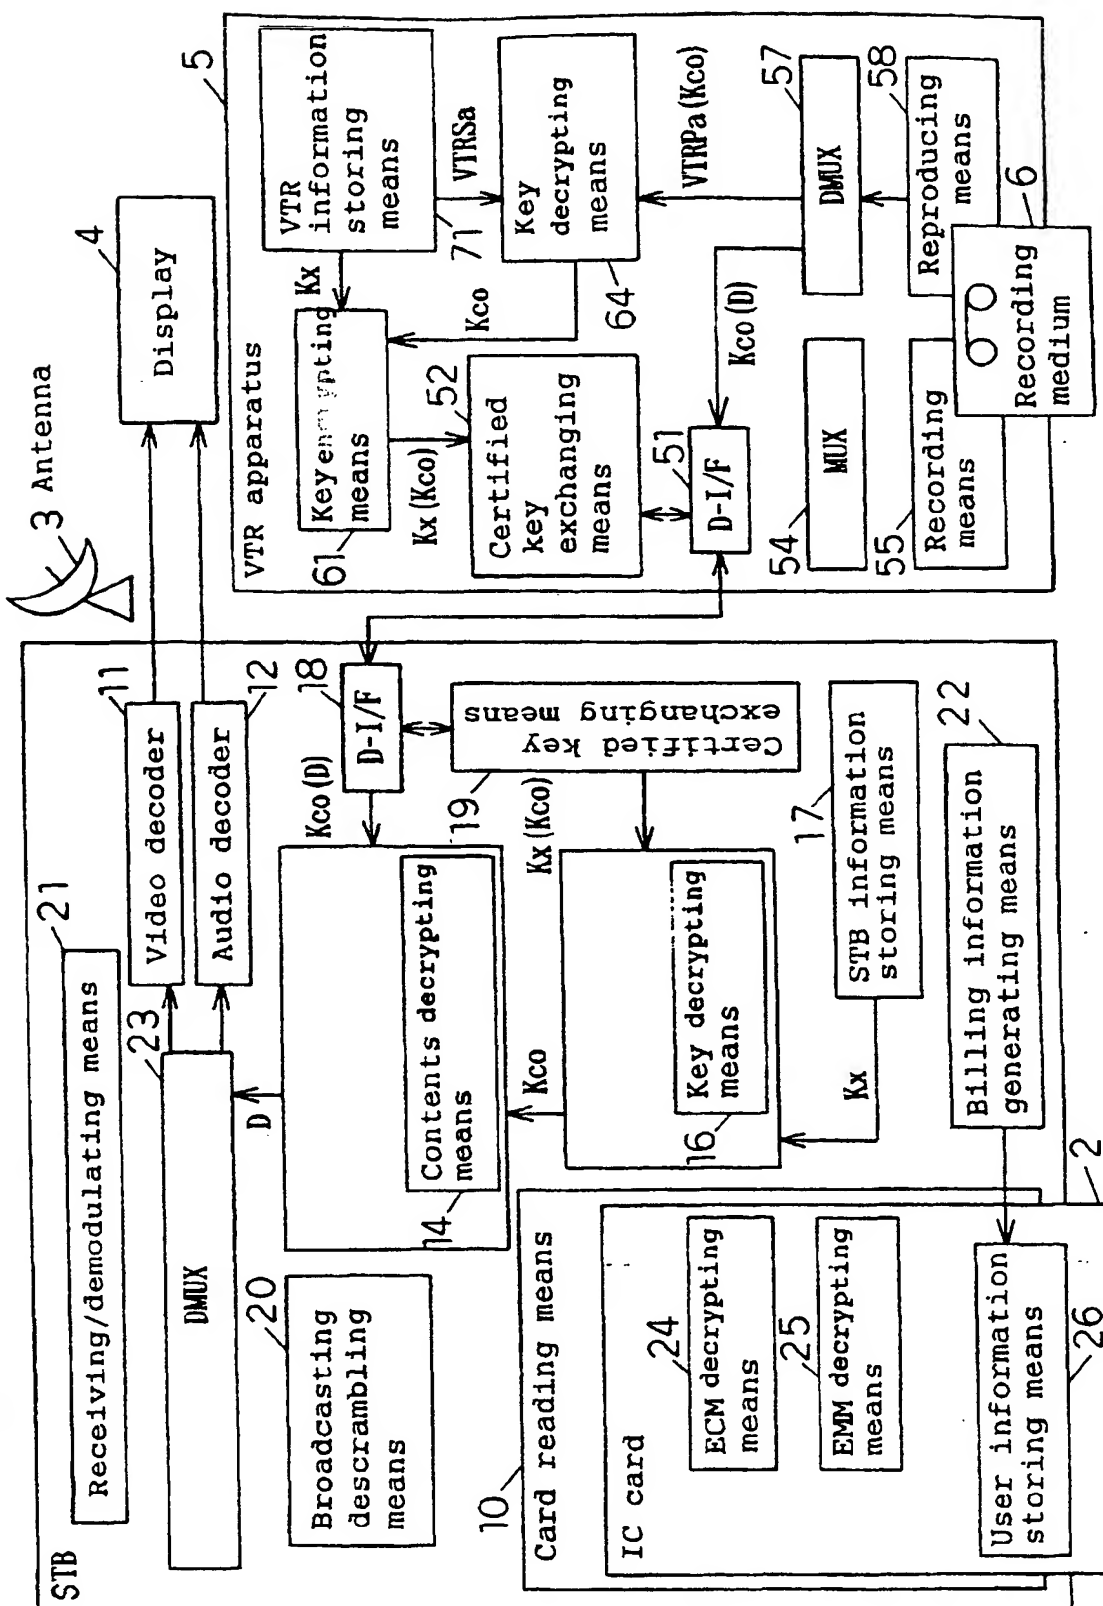 STB
Receiving/demodulating means
21
DMUX
23
Video decoder
11
Audio decoder
12
3 Antenna
Display
4
Broadcasting
descrambling
means
20
D
Contents decrypting
means
14
Kco(D)
D-I/F
18
Certified key
exchanging means
19
Kx(Kco)
Kco
Key decrypting
means
16
Kx
STB information
storing means
17
Billing information
generating means
22
Card reading means
10
IC card
2
ECM decrypting
means
24
EMM decrypting
means
25
User information
storing means
26
VTR apparatus
5
VTR
information
storing
means
71
VTRSa
Kx
Key encrypting
means
61
Kco
Key
decrypting
means
64
Kx(Kco)
Certified
key
exchanging
means
52
VTRPa(Kco)
Kco(D)
D-I/F
51
MUX
54
DMUX
57
Recording
means
55
Reproducing
means
58
Recording
medium
6